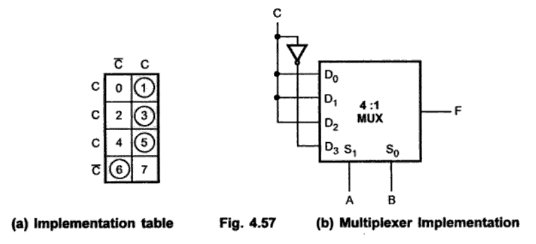 C̅ C
C 0 1
C 2 3
C 4 5
C̅ 6 7
(a) Implementation table
Fig. 4.57
C
D0
D1
D2
D3 S1 S0
4 :1
MUX
F
A B
(b) Multiplexer Implementation